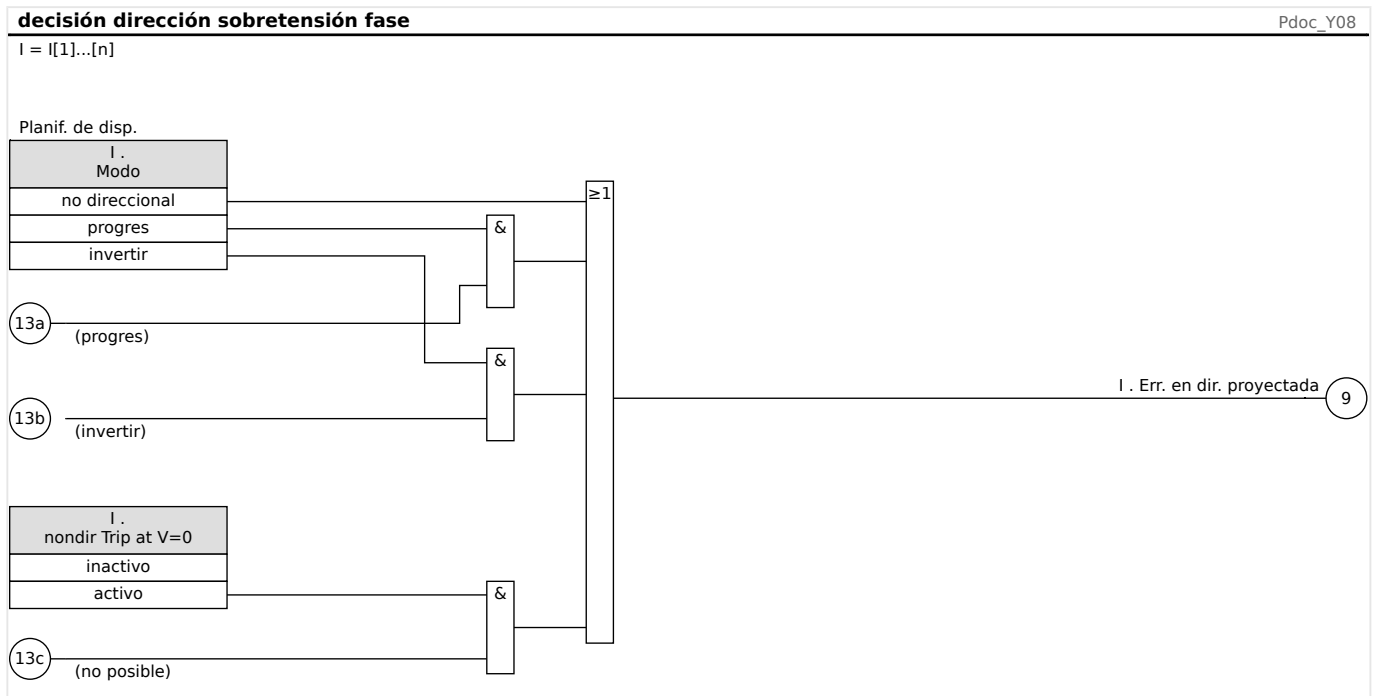 decisión dirección sobretensión fase
Pdoc_Y08
I = I[1]...[n]
Planif. de disp.
I .
Modo
no direccional
progres
invertir
≥1
&
13a
(progres)
&
I . Err. en dir. proyectada
9
13b
(invertir)
I .
nondir Trip at V=0
inactivo
activo
&
13c
(no posible)